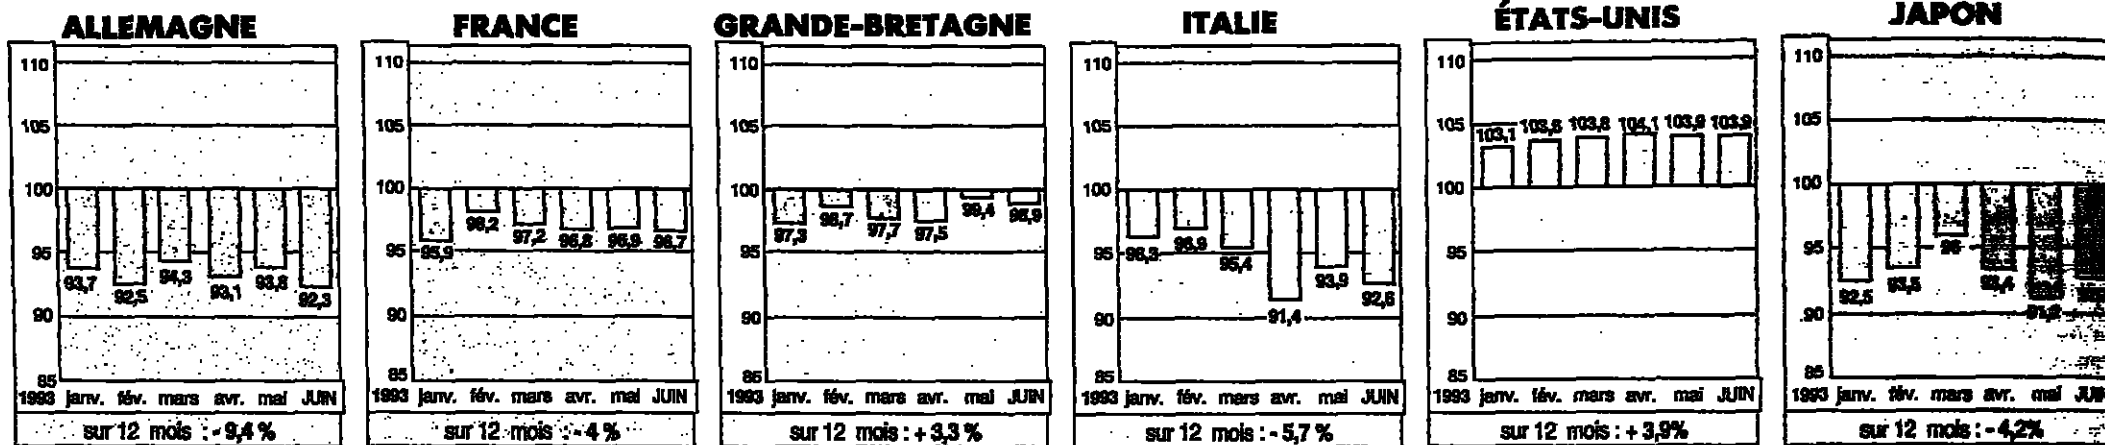 ALLEMAGNE
110
105
100
95
90
85
93,7 92,5 94,3 93,1 93,8 92,3
1993 janv. fév. mars avr. mai JUIN
sur 12 mois : - 9,4 %
FRANCE
110
105
100
95
90
85
95,9 98,2 97,2 96,8 96,9 96,7
1993 janv. fév. mars avr. mai JUIN
sur 12 mois : - 4 %
GRANDE-BRETAGNE
110
105
100
95
90
85
97,3 98,7 97,7 97,5 99,4 98,9
1993 janv. fév. mars avr. mai JUIN
sur 12 mois : + 3,3 %
ITALIE
110
105
100
95
90
85
96,3 96,9 95,4 91,4 93,9 92,6
1993 janv. fév. mars avr. mai JUIN
sur 12 mois : - 5,7 %
ÉTATS-UNIS
110
105
100
95
90
85
103,1 103,6 103,8 104,1 103,9 103,9
1993 janv. fév. mars avr. mai JUIN
sur 12 mois : + 3,9%
JAPON
110
105
100
95
90
85
92,5 93,5 96 93,4
1993 janv. fév. mars avr. mai JUIN
sur 12 mois : - 4,2%